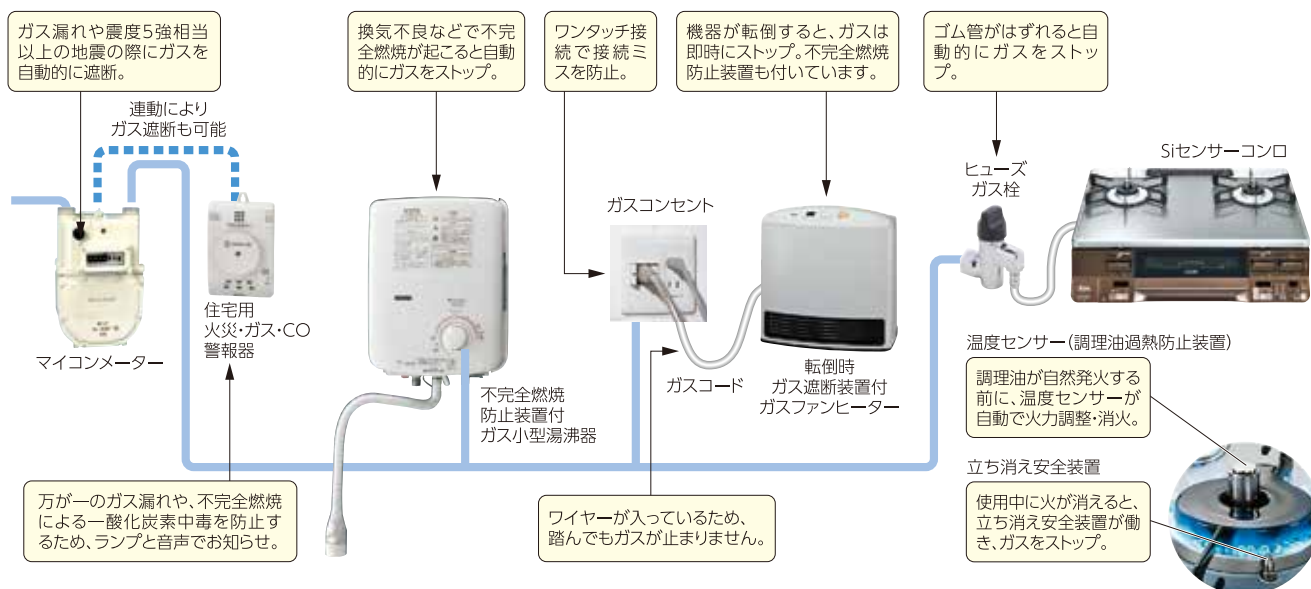 ガス漏れや震度5強相当
以上の地震の際にガスを
自動的に遮断。
換気不良などで不完
全燃焼が起こると自動
的にガスをストップ。
ワンタッチ接
続で接続ミ
スを防止。
機器が転倒すると、ガスは
即時にストップ。不完全燃焼
防止装置も付いています。
ゴム管がはずれると自
動的にガスをストッ
プ。
連動により
ガス遮断も可能
マイコンメーター
住宅用
火災・ガス・CO
警報器
不完全燃焼
防止装置付
ガス小型湯沸器
ガスコンセント
ガスコード
転倒時
ガス遮断装置付
ガスファンヒーター
ヒューズ
ガス栓
Siセンサーコンロ
温度センサー(調理油過熱防止装置)
調理油が自然発火する
前に、温度センサーが
自動で火力調整・消火。
立ち消え安全装置
使用中に火が消えると、
立ち消え安全装置が働
き、ガスをストップ。
万が一のガス漏れや、不完全燃焼
による一酸化炭素中毒を防止す
るため、ランプと音声でお知らせ。
ワイヤーが入っているため、
踏んでもガスが止まりません。